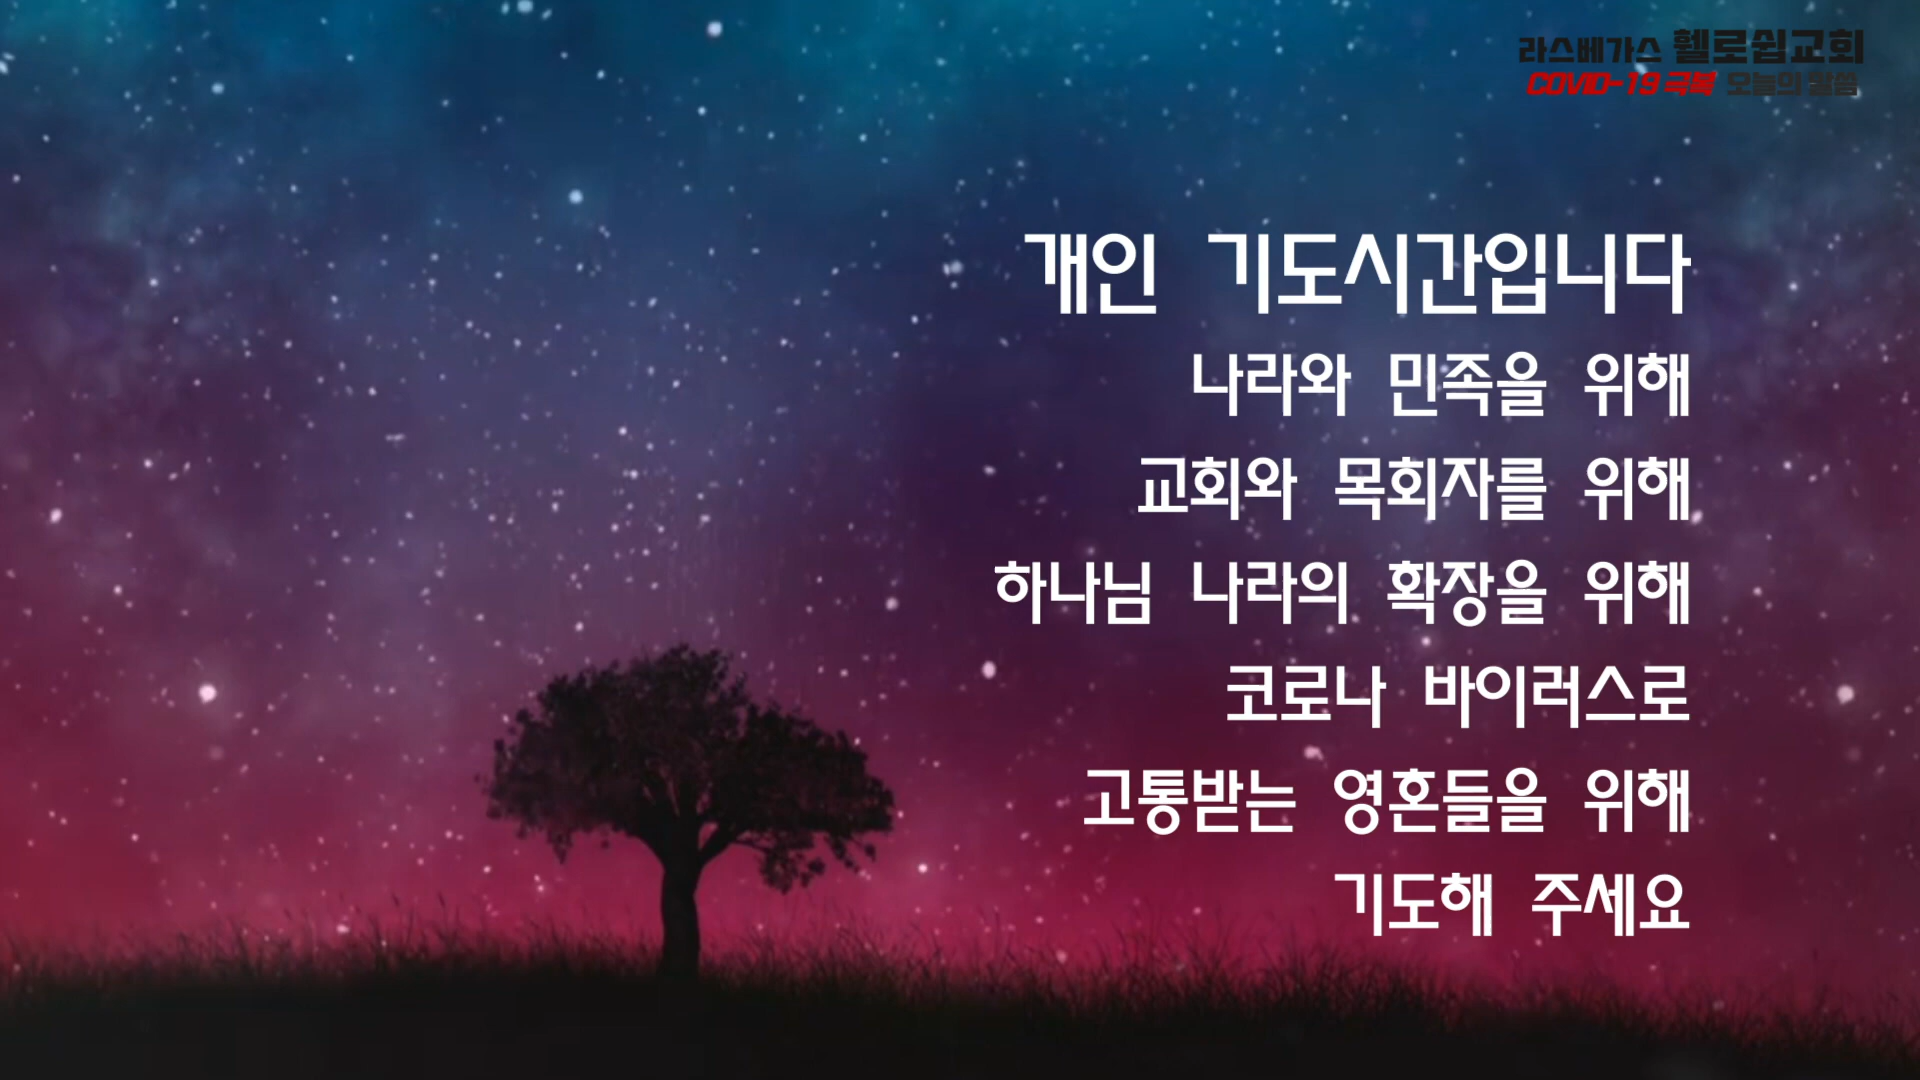 라스베가스 휄로쉽교회
COVID-19 극복 오늘의 말씀
개인 기도시간입니다
나라와 민족을 위해
교회와 목회자를 위해
하나님 나라의 확장을 위해
코로나 바이러스로
고통받는 영혼들을 위해
기도해 주세요